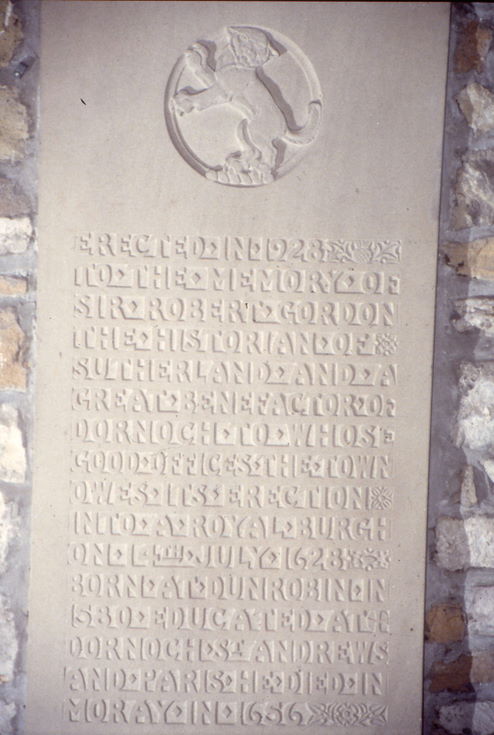 ERECTED·IN·1928
TO·THE·MEMORY·OF
SIR·ROBERT·GORDON
THE·HISTORIAN·OF
SUTHERLAND·AND·A
GREAT·BENEFACTOR·OF
DORNOCH·TO·WHOSE
GOOD·OFFICES·THE·TOWN
OWES·ITS·ERECTION
INTO·A·ROYAL·BURGH
ON·14TH·JULY·1628
BORN·AT·DUNROBIN·IN
1580·EDUCATED·AT
DORNOCH·ST·ANDREWS
AND·PARIS·HE·DIED·IN
MORAY·IN·1656